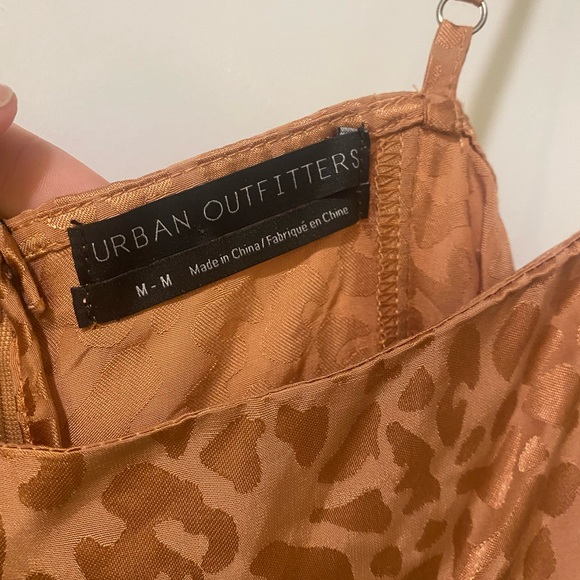 URBAN OUTFITTERS
M - M Made in China / Fabriqué en Chine